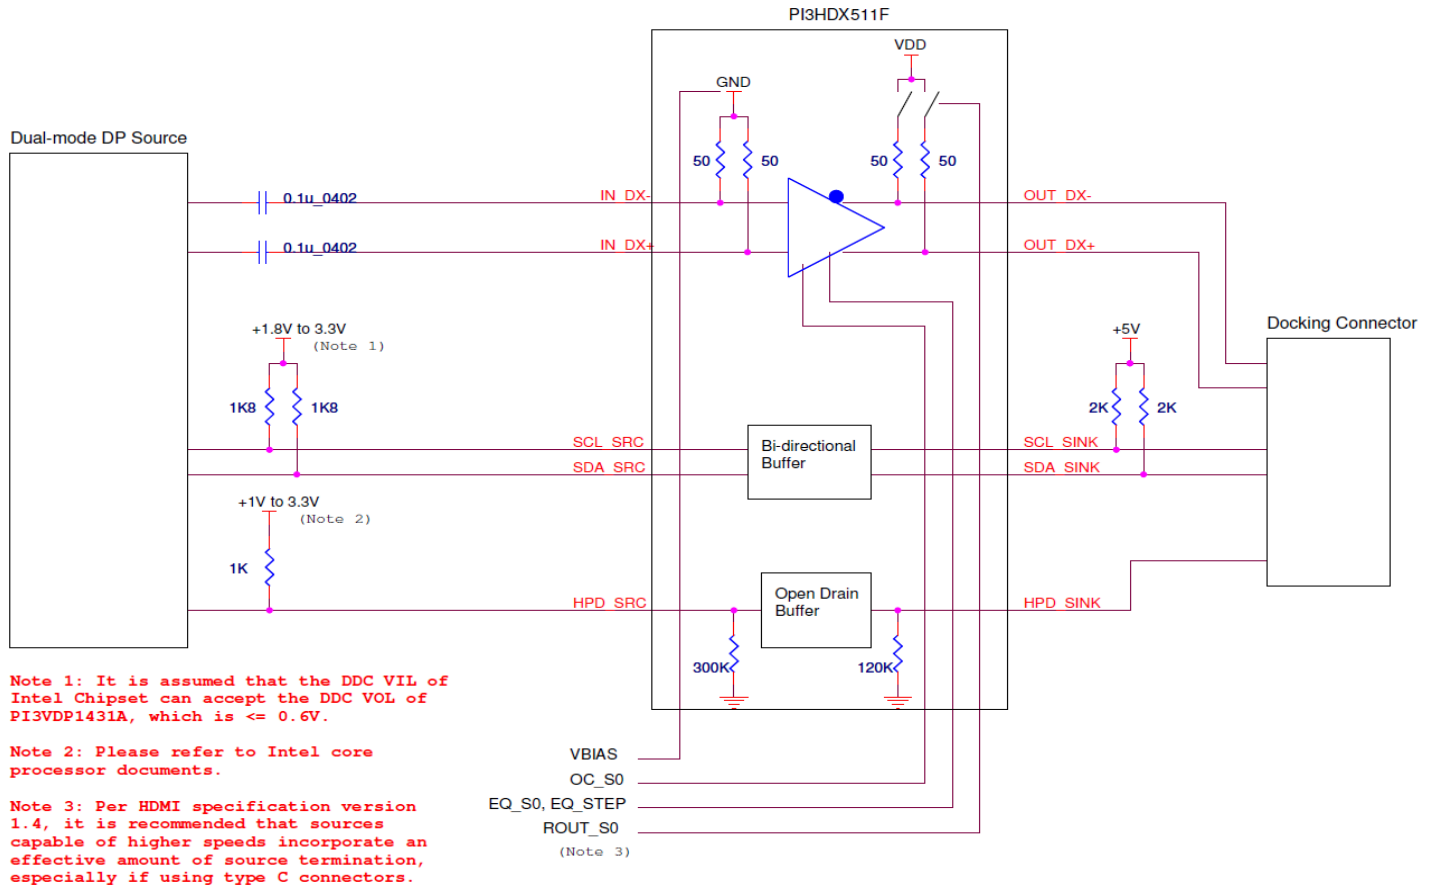 PI3HDX511F
VDD
GND
Dual-mode DP Source
50
50
50
50
0.1u_0402
IN_DX-
OUT_DX-
0.1u_0402
IN_DX+
OUT_DX+
+1.8V to 3.3V
(Note 1)
+5V
Docking Connector
1K8
1K8
2K
2K
SCL_SRC
Bi-directional
Buffer
SCL_SINK
SDA_SRC
SDA_SINK
+1V to 3.3V
(Note 2)
1K
Open Drain
Buffer
HPD_SRC
HPD_SINK
300K
120K
Note 1: It is assumed that the DDC VIL of
Intel Chipset can accept the DDC VOL of
PI3VDP1431A, which is <= 0.6V.
Note 2: Please refer to Intel core
processor documents.
Note 3: Per HDMI specification version
1.4, it is recommended that sources
capable of higher speeds incorporate an
effective amount of source termination,
especially if using type C connectors.
VBIAS
OC_S0
EQ_S0, EQ_STEP
ROUT_S0
(Note 3)